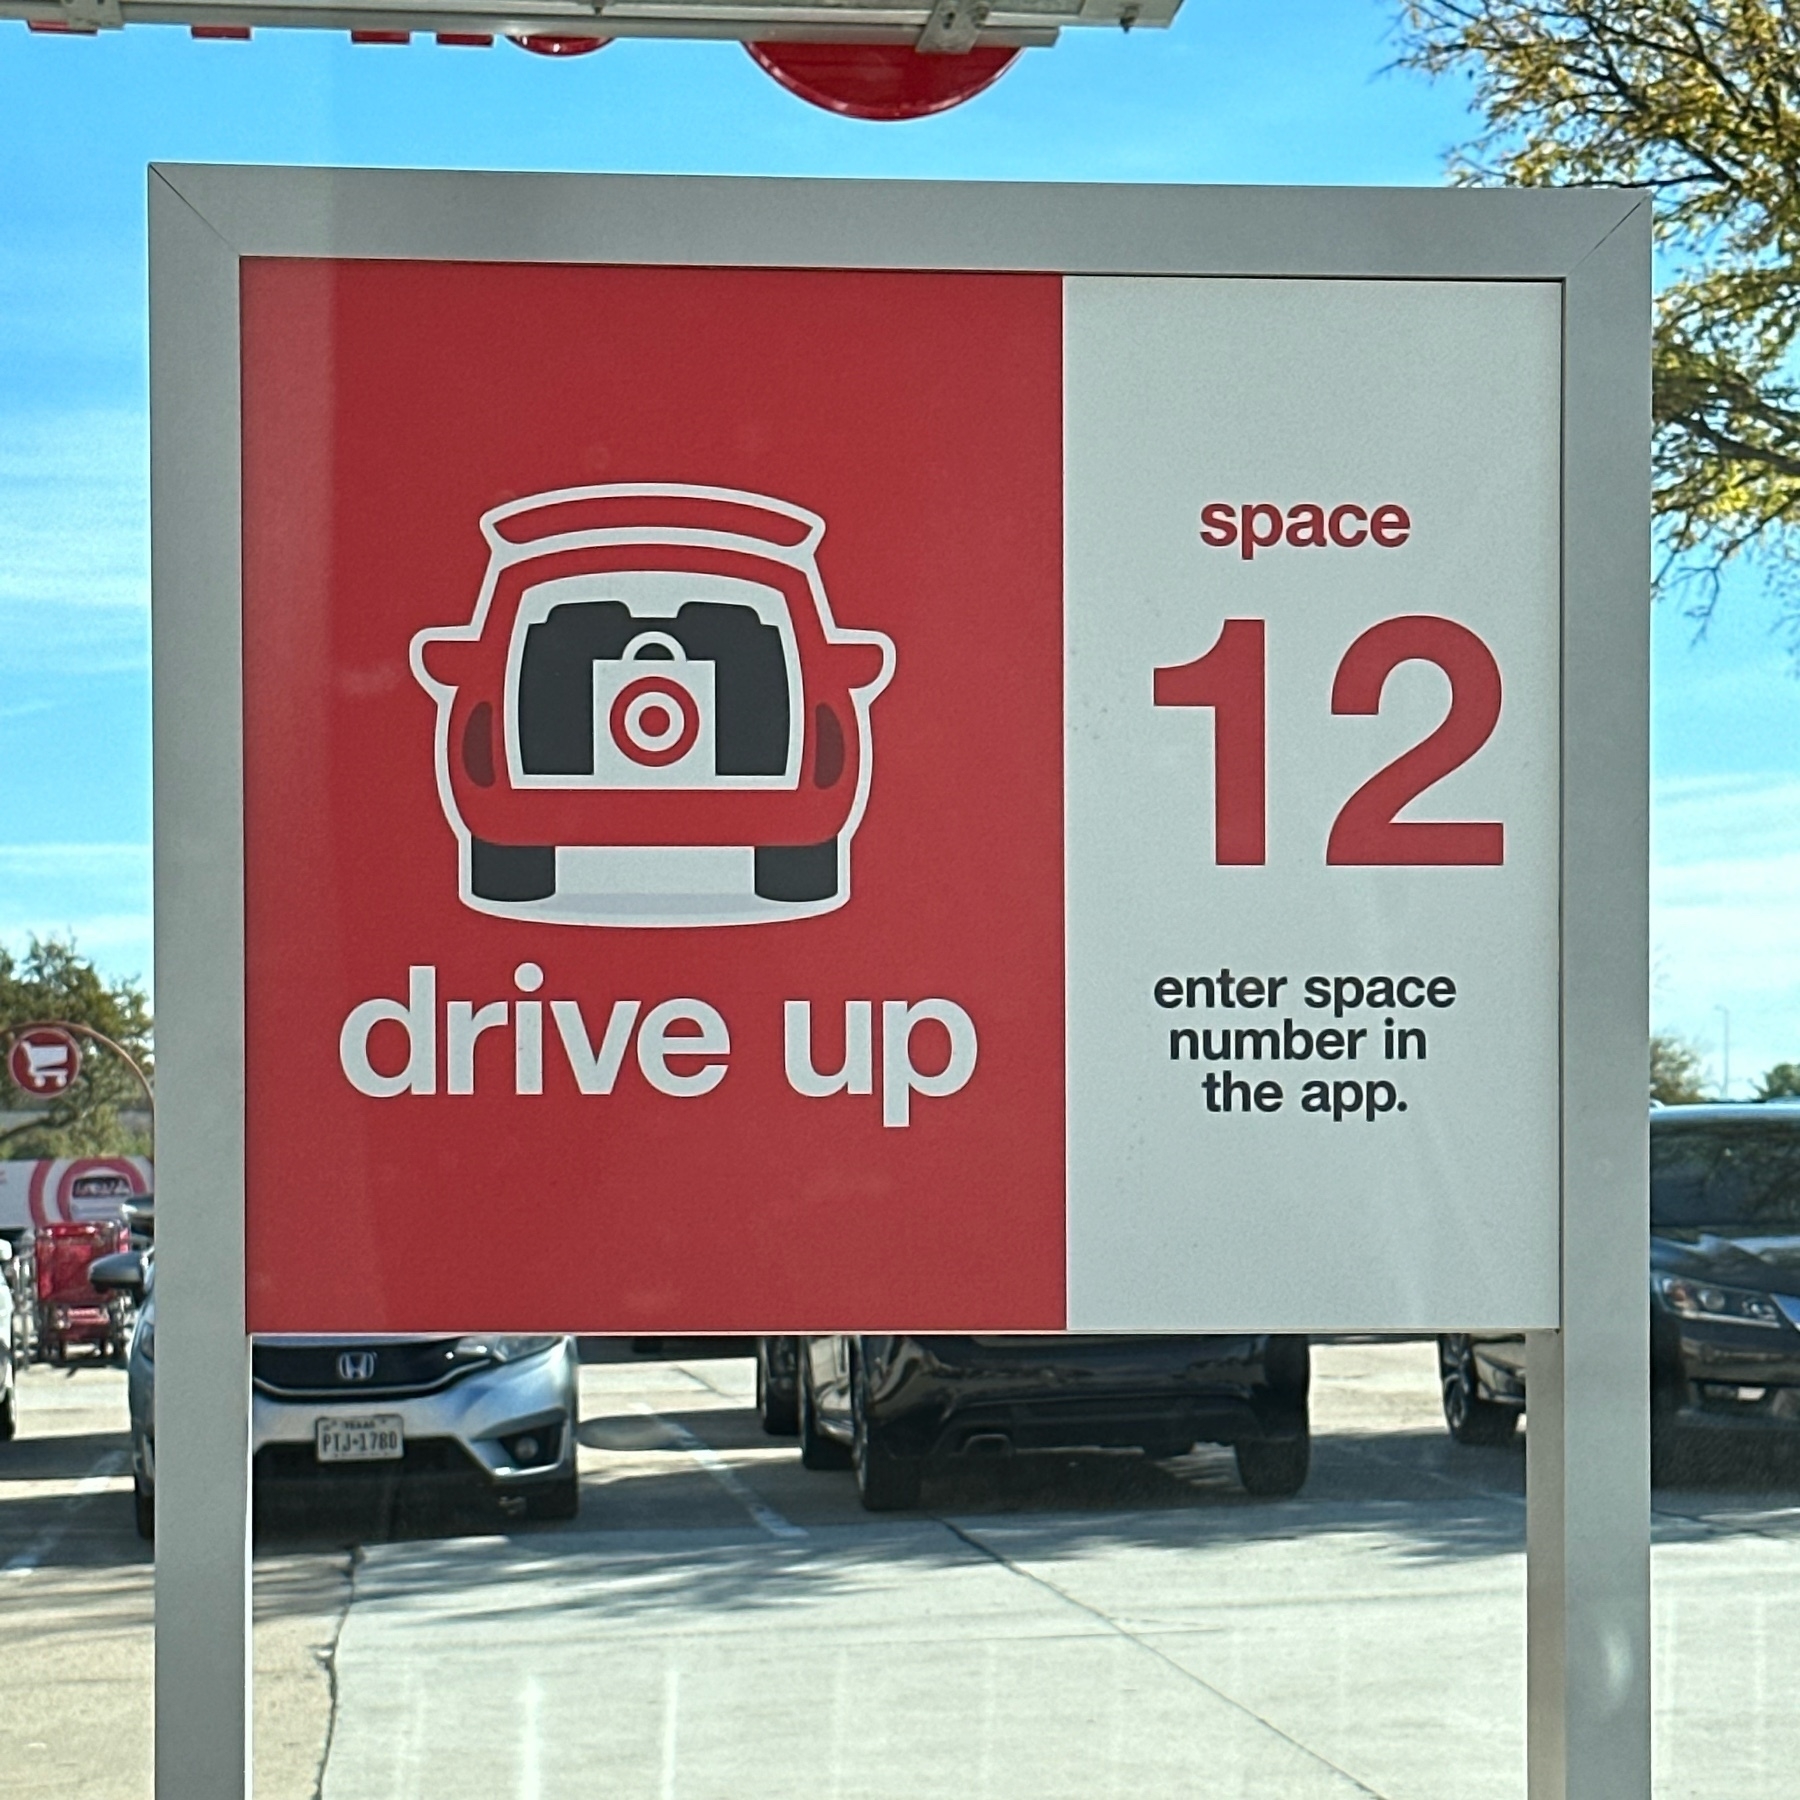 drive up
space
12
enter space
number in
the app.
TEXAS
PTJ-1780